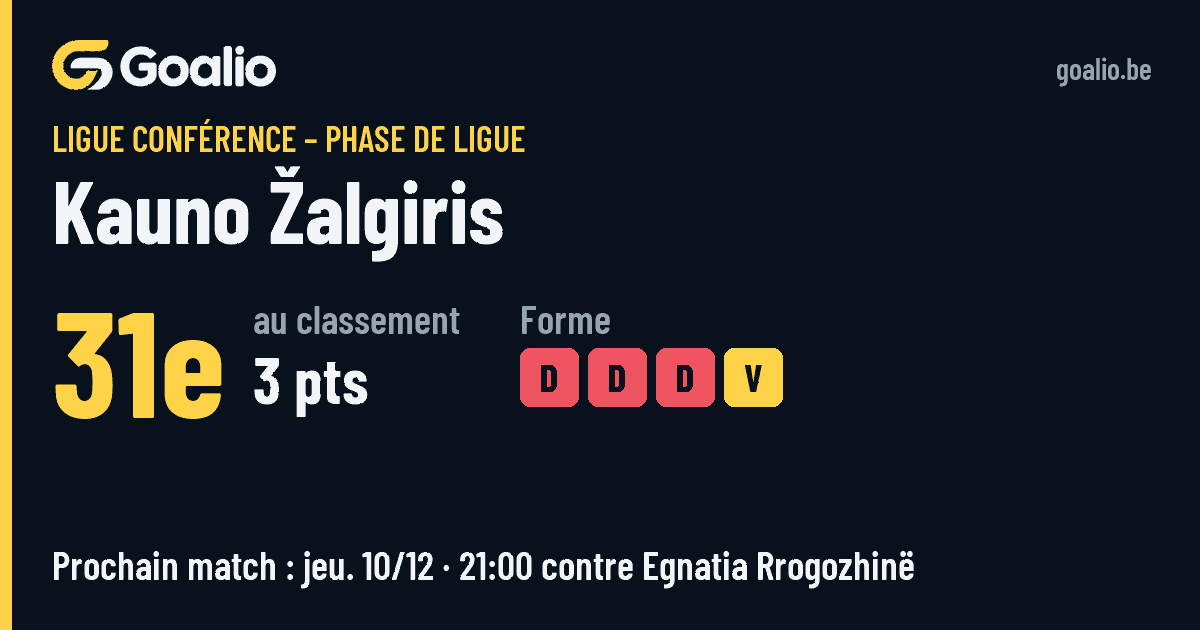 Goalio
goalio.be
LIGUE CONFÉRENCE – PHASE DE LIGUE
Kauno Žalgiris
31e
au classement
3 pts
Forme
D D D V
Prochain match : jeu. 10/12 · 21:00 contre Egnatia Rrogozhinë